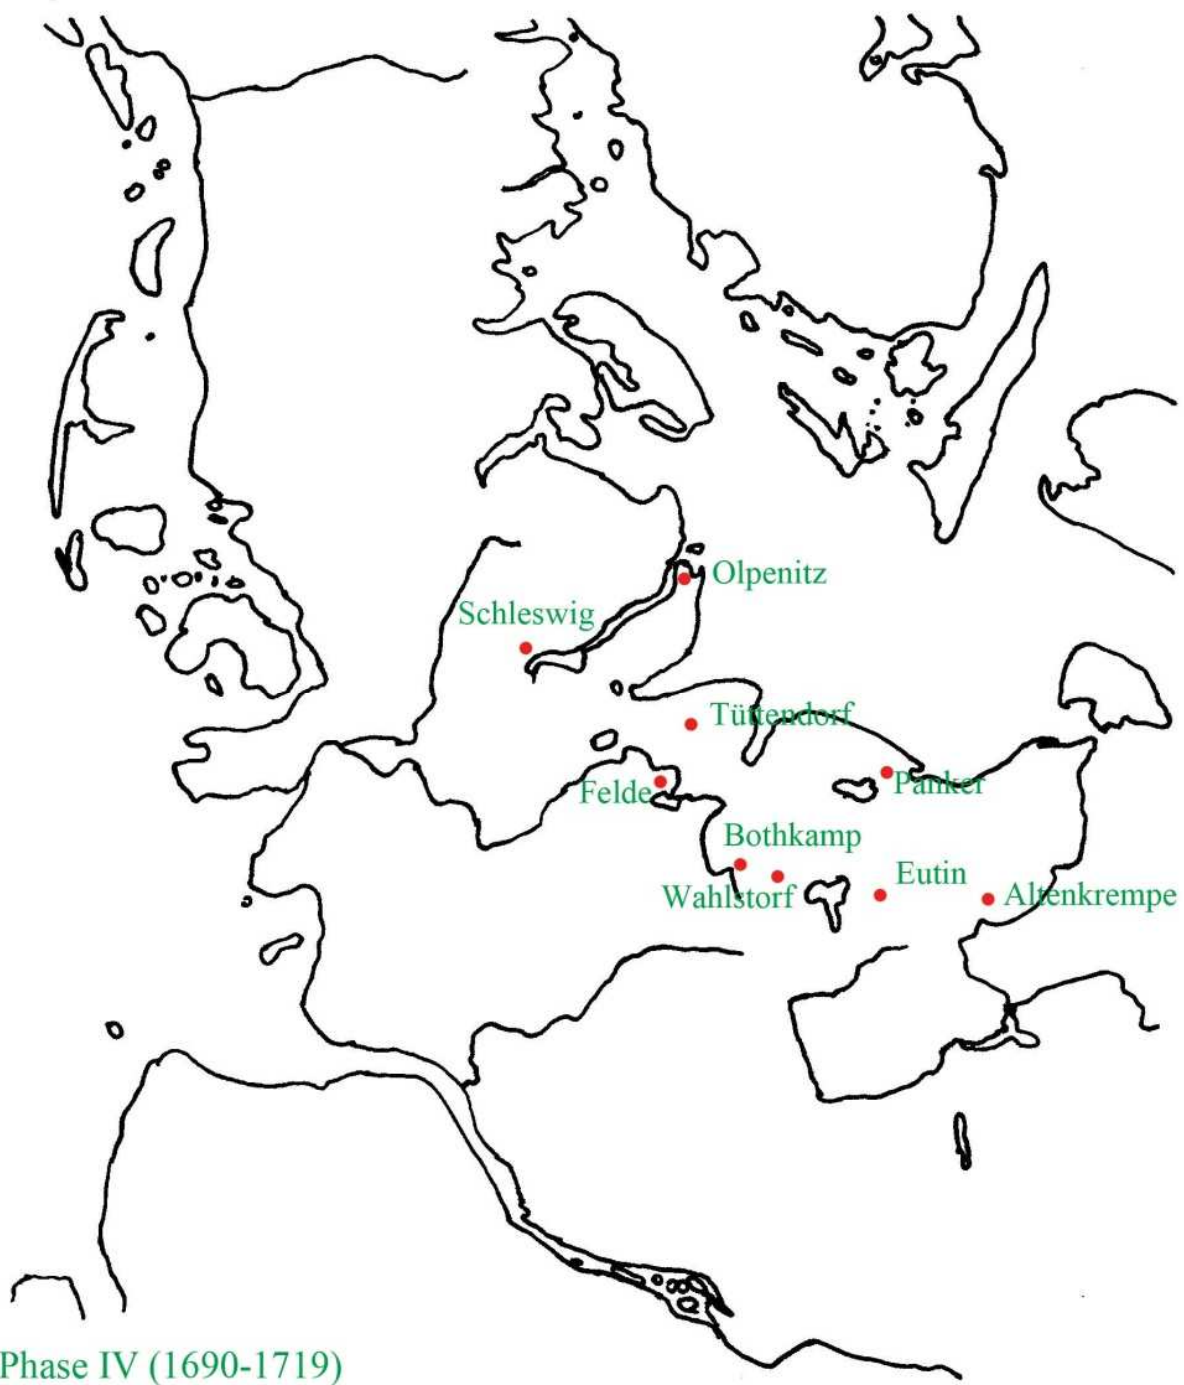 Olpenitz
Schleswig
Tüttendorf
Panker
Felde
Bothkamp
Eutin
Wahlstorf
Altenkrempe
Phase IV (1690-1719)